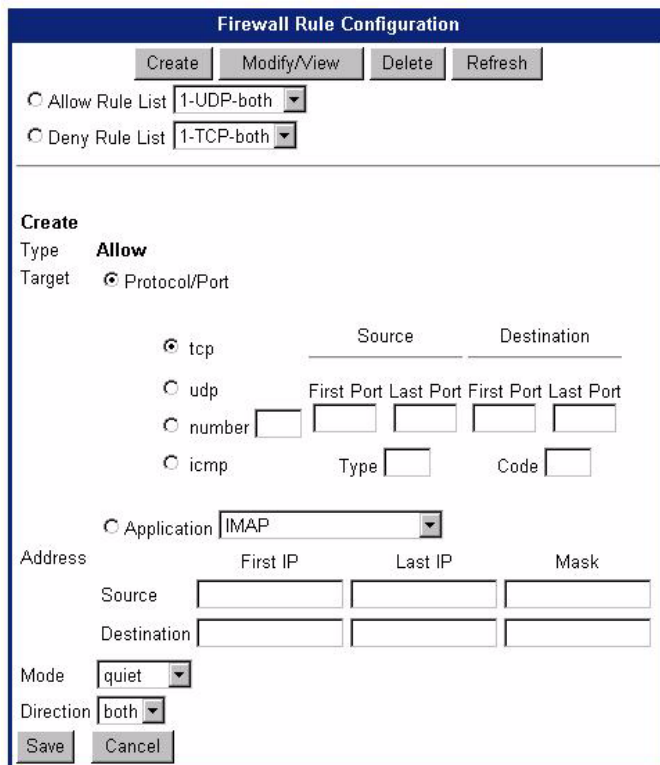 Firewall Rule Configuration
Create Modify/View Delete Refresh
Allow Rule List 1-UDP-both
Deny Rule List 1-TCP-both
Create
Type Allow
Target Protocol/Port
tcp Source Destination
udp First Port Last Port First Port Last Port
number
icmp Type Code
Application IMAP
Address First IP Last IP Mask
Source
Destination
Mode quiet
Direction both
Save Cancel